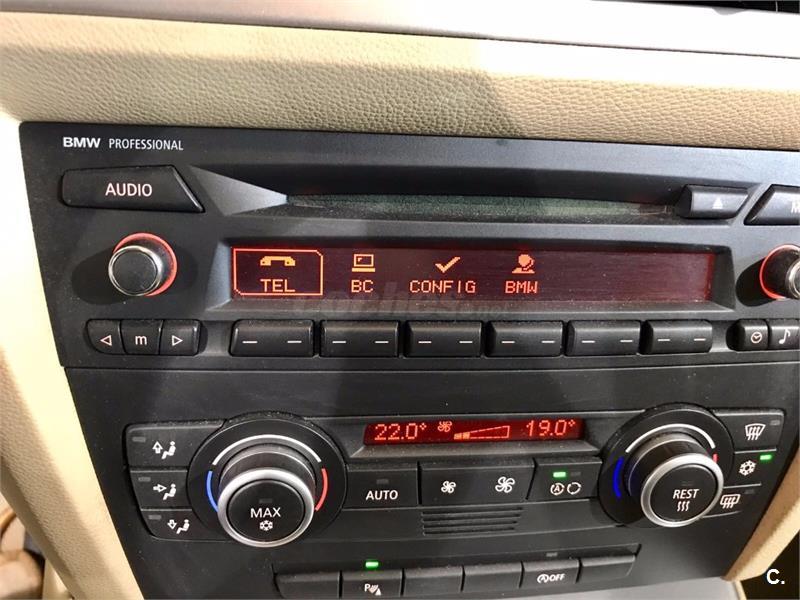 BMW PROFESSIONAL
AUDIO
M
TEL BC CONFIG BMW
m
22.0° 19.0°
AUTO
MAX
REST
A
P
A OFF
C.